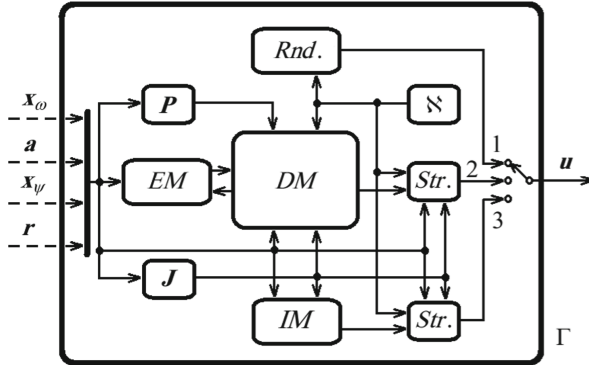 Rnd.
x_ω
P
ℵ
a
1
x_ψ
EM
DM
Str.
2
u
r
3
J
IM
Str.
Γ